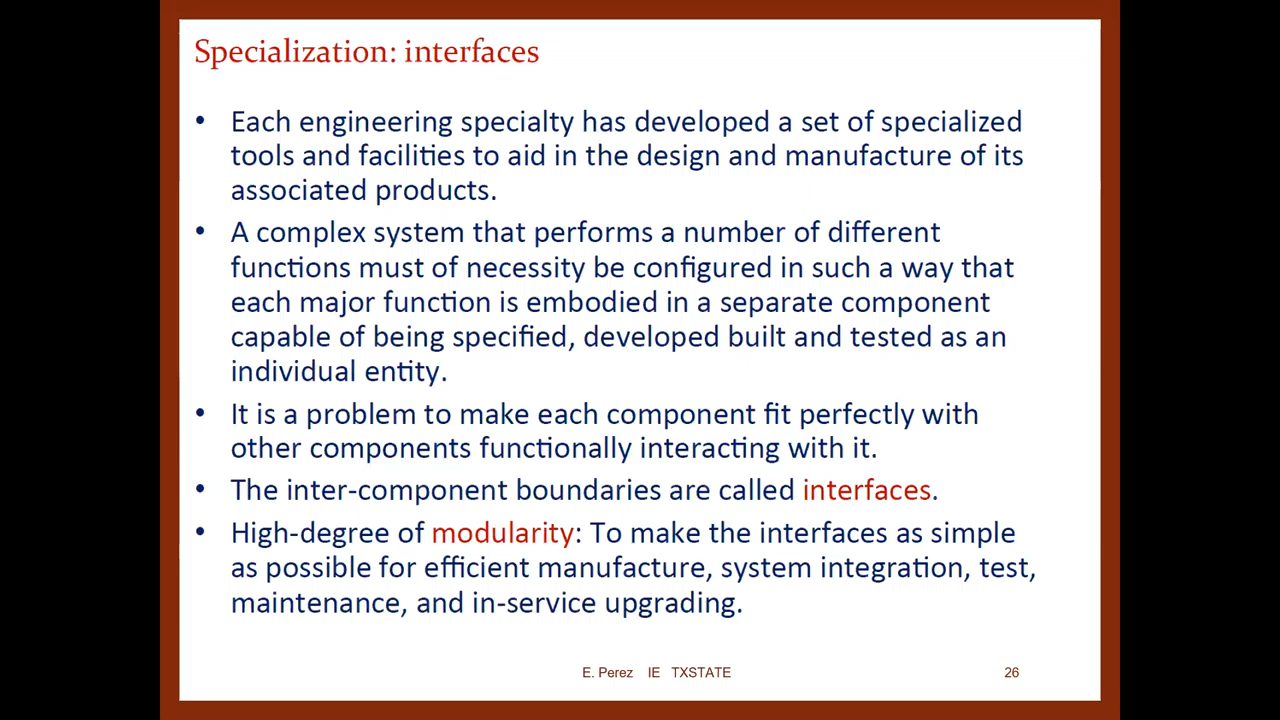 Specialization: interfaces
• Each engineering specialty has developed a set of specialized
tools and facilities to aid in the design and manufacture of its
associated products.
• A complex system that performs a number of different
functions must of necessity be configured in such a way that
each major function is embodied in a separate component
capable of being specified, developed built and tested as an
individual entity.
• It is a problem to make each component fit perfectly with
other components functionally interacting with it.
• The inter-component boundaries are called interfaces.
• High-degree of modularity: To make the interfaces as simple
as possible for efficient manufacture, system integration, test,
maintenance, and in-service upgrading.
E. Perez IE TXSTATE 26